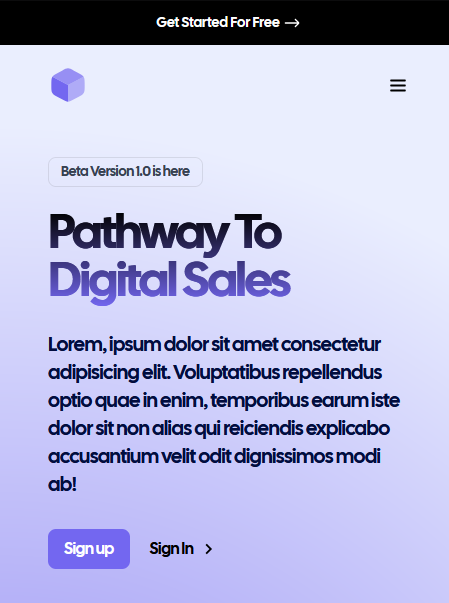 Get Started For Free →
Beta Version 1.0 is here
Pathway To
Digital Sales
Lorem, ipsum dolor sit amet consectetur
adipisicing elit. Voluptatibus repellendus
optio quae in enim, temporibus earum iste
dolor sit non alias qui reiciendis explicabo
accusantium velit odit dignissimos modi
ab!
Sign up
Sign In